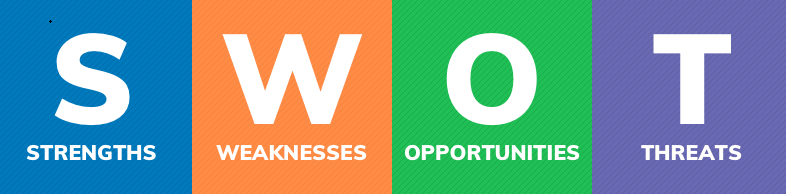 S W O T
STRENGTHS WEAKNESSES OPPORTUNITIES THREATS